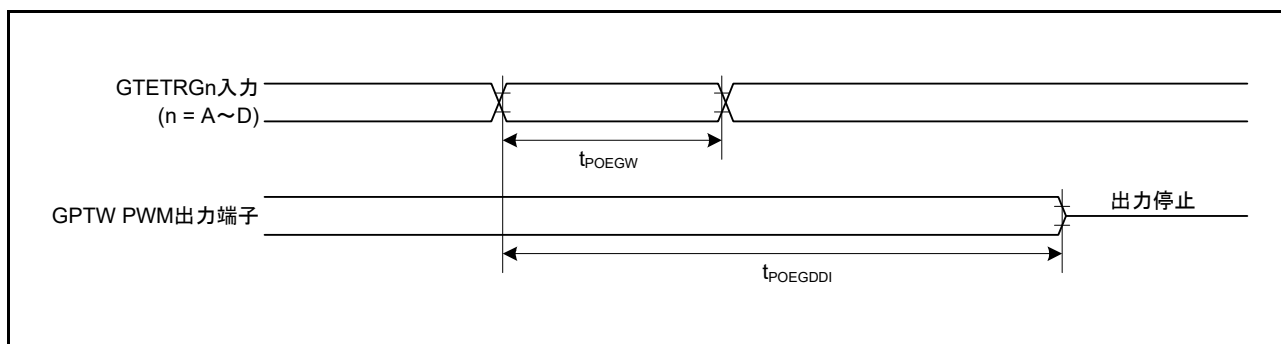 GTETRGn入力
(n = A～D)
tPOEGW
GPTW PWM出力端子
出力停止
tPOEGDDI